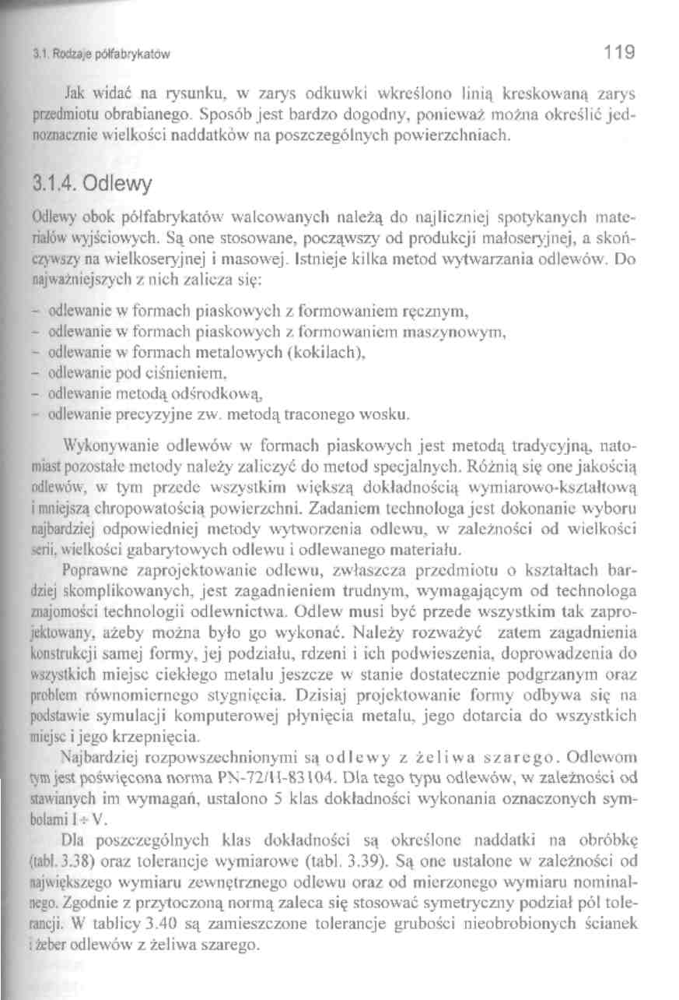 3.1. Rodzaje półfabrykatów 119
Jak widać na rysunku, w zarys odkuwki wkreślono linią kreskowaną zarys
przedmiotu obrabianego. Sposób jest bardzo dogodny, ponieważ można określić jed-
noznacznie wielkości naddatków na poszczególnych powierzchniach.
3.1.4. Odlewy
Odlewy obok półfabrykatów walcowanych należą do najliczniej spotykanych mate-
riałów wyjściowych. Są one stosowane, począwszy od produkcji małoseryjnej, a skoń-
czywszy na wielkoseryjnej i masowej. Istnieje kilka metod wytwarzania odlewów. Do
najważniejszych z nich zalicza się:
- odlewanie w formach piaskowych z formowaniem ręcznym,
- odlewanie w formach piaskowych z formowaniem maszynowym,
- odlewanie w formach metalowych (kokilach),
- odlewanie pod ciśnieniem,
- odlewanie metodą odśrodkową,
- odlewanie precyzyjne zw. metodą traconego wosku.
Wykonywanie odlewów w formach piaskowych jest metodą tradycyjną, nato-
miast pozostałe metody należy zaliczyć do metod specjalnych. Różnią się one jakością
odlewów, w tym przede wszystkim większą dokładnością wymiarowo-kształtową
i mniejszą chropowatością powierzchni. Zadaniem technologa jest dokonanie wyboru
najbardziej odpowiedniej metody wytworzenia odlewu, w zależności od wielkości
serii, wielkości gabarytowych odlewu i odlewanego materiału.
Poprawne zaprojektowanie odlewu, zwłaszcza przedmiotu o kształtach bar-
dziej skomplikowanych, jest zagadnieniem trudnym, wymagającym od technologa
znajomości technologii odlewnictwa. Odlew musi być przede wszystkim tak zapro-
jektowany, ażeby można było go wykonać. Należy rozważyć zatem zagadnienia
konstrukcji samej formy, jej podziału, rdzeni i ich podwieszenia, doprowadzenia do
wszystkich miejsc ciekłego metalu jeszcze w stanie dostatecznie podgrzanym oraz
problem równomiernego stygnięcia. Dzisiaj projektowanie formy odbywa się na
podstawie symulacji komputerowej płynięcia metalu, jego dotarcia do wszystkich
miejsc i jego krzepnięcia.
Najbardziej rozpowszechnionymi są odlewy z żeliwa szarego. Odlewom
tym jest poświęcona norma PN-72/H-83104. Dla tego typu odlewów, w zależności od
stawianych im wymagań, ustalono 5 klas dokładności wykonania oznaczonych sym-
bolami I ÷ V.
Dla poszczególnych klas dokładności są określone naddatki na obróbkę
(tabl. 3.38) oraz tolerancje wymiarowe (tabl. 3.39). Są one ustalone w zależności od
największego wymiaru zewnętrznego odlewu oraz od mierzonego wymiaru nominal-
nego. Zgodnie z przytoczoną normą zaleca się stosować symetryczny podział pól tole-
rancji. W tablicy 3.40 są zamieszczone tolerancje grubości nieobrobionych ścianek
i żeber odlewów z żeliwa szarego.